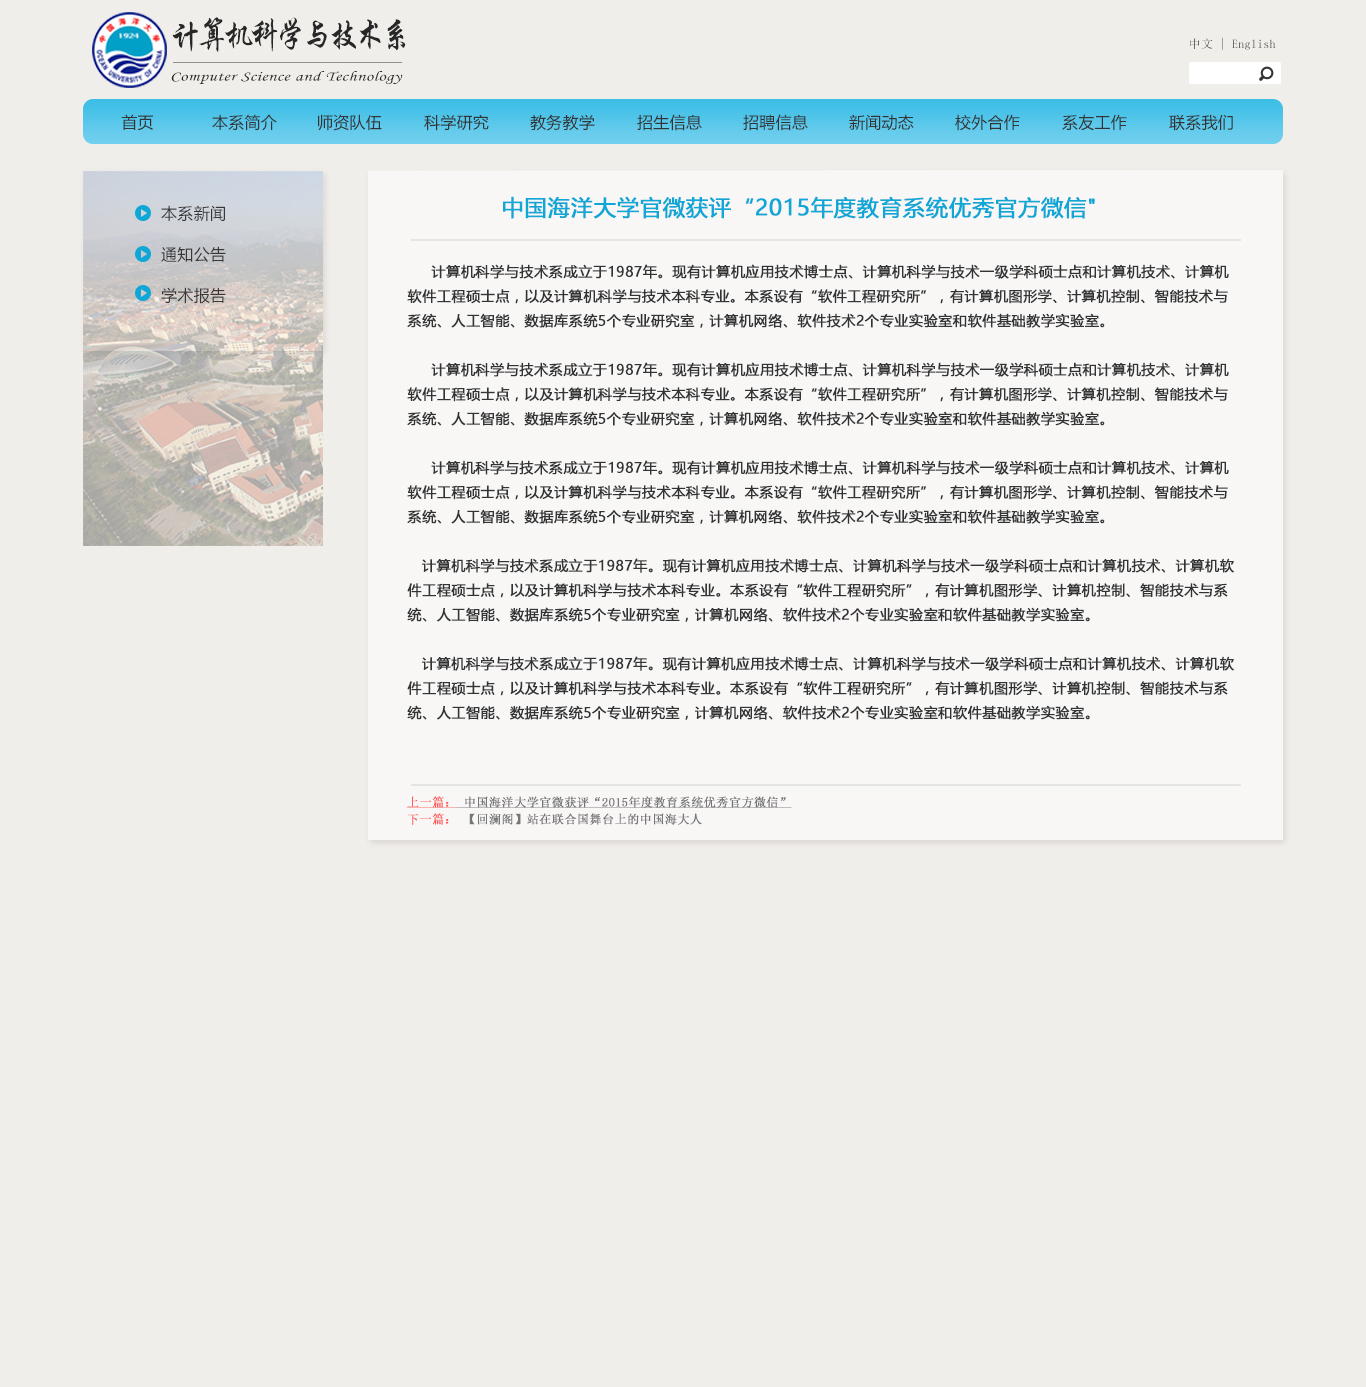 中国海洋大学
1924
OCEAN UNIVERSITY OF CHINA
计算机科学与技术系
Computer Science and Technology
中文 | English
首页 本系简介 师资队伍 科学研究 教务教学 招生信息 招聘信息 新闻动态 校外合作 系友工作 联系我们
本系新闻
通知公告
学术报告
中国海洋大学官微获评“2015年度教育系统优秀官方微信"
计算机科学与技术系成立于1987年。现有计算机应用技术博士点、计算机科学与技术一级学科硕士点和计算机技术、计算机
软件工程硕士点，以及计算机科学与技术本科专业。本系设有“软件工程研究所”，有计算机图形学、计算机控制、智能技术与
系统、人工智能、数据库系统5个专业研究室，计算机网络、软件技术2个专业实验室和软件基础教学实验室。
计算机科学与技术系成立于1987年。现有计算机应用技术博士点、计算机科学与技术一级学科硕士点和计算机技术、计算机
软件工程硕士点，以及计算机科学与技术本科专业。本系设有“软件工程研究所”，有计算机图形学、计算机控制、智能技术与
系统、人工智能、数据库系统5个专业研究室，计算机网络、软件技术2个专业实验室和软件基础教学实验室。
计算机科学与技术系成立于1987年。现有计算机应用技术博士点、计算机科学与技术一级学科硕士点和计算机技术、计算机
软件工程硕士点，以及计算机科学与技术本科专业。本系设有“软件工程研究所”，有计算机图形学、计算机控制、智能技术与
系统、人工智能、数据库系统5个专业研究室，计算机网络、软件技术2个专业实验室和软件基础教学实验室。
计算机科学与技术系成立于1987年。现有计算机应用技术博士点、计算机科学与技术一级学科硕士点和计算机技术、计算机软
件工程硕士点，以及计算机科学与技术本科专业。本系设有“软件工程研究所”，有计算机图形学、计算机控制、智能技术与系
统、人工智能、数据库系统5个专业研究室，计算机网络、软件技术2个专业实验室和软件基础教学实验室。
计算机科学与技术系成立于1987年。现有计算机应用技术博士点、计算机科学与技术一级学科硕士点和计算机技术、计算机软
件工程硕士点，以及计算机科学与技术本科专业。本系设有“软件工程研究所”，有计算机图形学、计算机控制、智能技术与系
统、人工智能、数据库系统5个专业研究室，计算机网络、软件技术2个专业实验室和软件基础教学实验室。
上一篇： 中国海洋大学官微获评“2015年度教育系统优秀官方微信”
下一篇： 【回澜阁】站在联合国舞台上的中国海大人